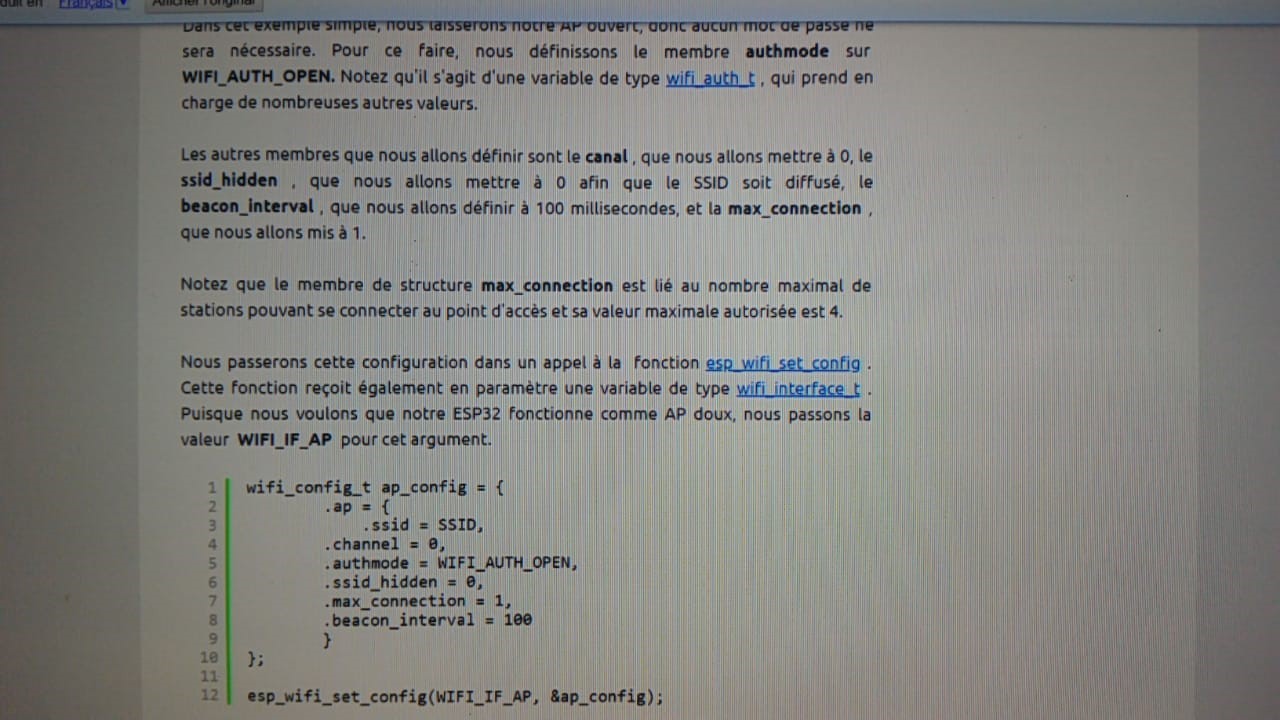 duit en : Français Afficher l'original
Dans cet exemple simple, nous laisserons notre AP ouvert, donc aucun mot de passe ne
sera nécessaire. Pour ce faire, nous définissons le membre authmode sur
WIFI_AUTH_OPEN. Notez qu'il s'agit d'une variable de type wifi_auth_t , qui prend en
charge de nombreuses autres valeurs.
Les autres membres que nous allons définir sont le canal , que nous allons mettre à 0, le
ssid_hidden , que nous allons mettre à 0 afin que le SSID soit diffusé, le
beacon_interval , que nous allons définir à 100 millisecondes, et la max_connection ,
que nous allons mis à 1.
Notez que le membre de structure max_connection est lié au nombre maximal de
stations pouvant se connecter au point d'accès et sa valeur maximale autorisée est 4.
Nous passerons cette configuration dans un appel à la fonction esp_wifi_set_config .
Cette fonction reçoit également en paramètre une variable de type wifi_interface_t .
Puisque nous voulons que notre ESP32 fonctionne comme AP doux, nous passons la
valeur WIFI_IF_AP pour cet argument.
1 wifi_config_t ap_config = {
2 .ap = {
3 .ssid = SSID,
4 .channel = 0,
5 .authmode = WIFI_AUTH_OPEN,
6 .ssid_hidden = 0,
7 .max_connection = 1,
8 .beacon_interval = 100
9 }
10 };
11
12 esp_wifi_set_config(WIFI_IF_AP, &ap_config);